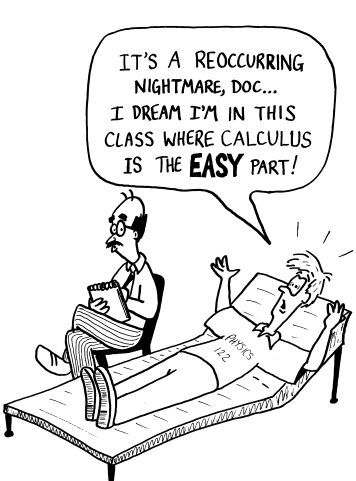 IT'S A REOCCURRING
NIGHTMARE, DOC...
I DREAM I'M IN THIS
CLASS WHERE CALCULUS
IS THE EASY PART!
PHYSICS
122